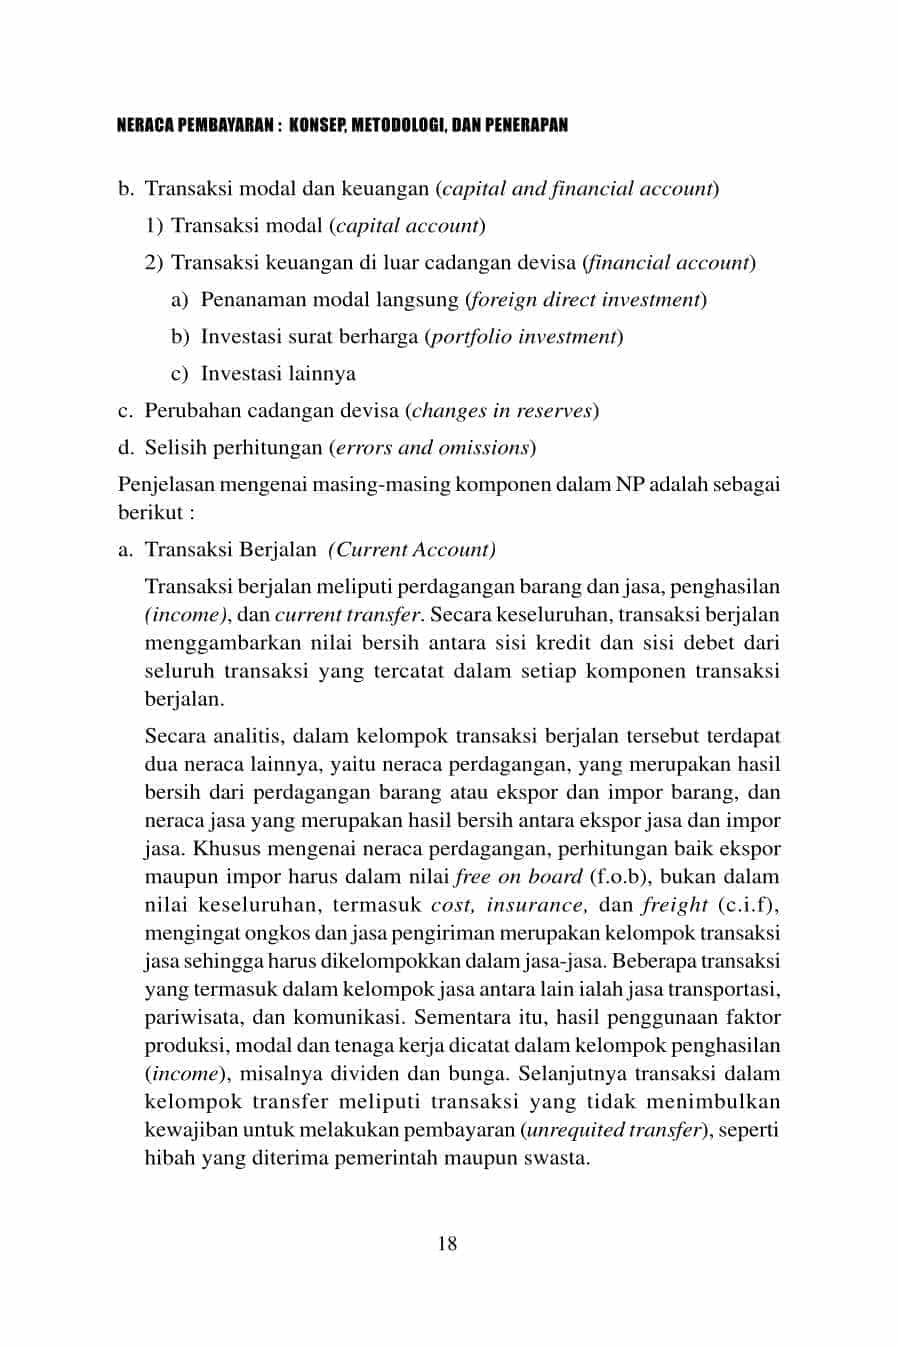 NERACA PEMBAYARAN : KONSEP, METODOLOGI, DAN PENERAPAN
b. Transaksi modal dan keuangan (capital and financial account)
1) Transaksi modal (capital account)
2) Transaksi keuangan di luar cadangan devisa (financial account)
a) Penanaman modal langsung (foreign direct investment)
b) Investasi surat berharga (portfolio investment)
c) Investasi lainnya
c. Perubahan cadangan devisa (changes in reserves)
d. Selisih perhitungan (errors and omissions)
Penjelasan mengenai masing-masing komponen dalam NP adalah sebagai
berikut :
a. Transaksi Berjalan (Current Account)
Transaksi berjalan meliputi perdagangan barang dan jasa, penghasilan
(income), dan current transfer. Secara keseluruhan, transaksi berjalan
menggambarkan nilai bersih antara sisi kredit dan sisi debet dari
seluruh transaksi yang tercatat dalam setiap komponen transaksi
berjalan.
Secara analitis, dalam kelompok transaksi berjalan tersebut terdapat
dua neraca lainnya, yaitu neraca perdagangan, yang merupakan hasil
bersih dari perdagangan barang atau ekspor dan impor barang, dan
neraca jasa yang merupakan hasil bersih antara ekspor jasa dan impor
jasa. Khusus mengenai neraca perdagangan, perhitungan baik ekspor
maupun impor harus dalam nilai free on board (f.o.b), bukan dalam
nilai keseluruhan, termasuk cost, insurance, dan freight (c.i.f),
mengingat ongkos dan jasa pengiriman merupakan kelompok transaksi
jasa sehingga harus dikelompokkan dalam jasa-jasa. Beberapa transaksi
yang termasuk dalam kelompok jasa antara lain ialah jasa transportasi,
pariwisata, dan komunikasi. Sementara itu, hasil penggunaan faktor
produksi, modal dan tenaga kerja dicatat dalam kelompok penghasilan
(income), misalnya dividen dan bunga. Selanjutnya transaksi dalam
kelompok transfer meliputi transaksi yang tidak menimbulkan
kewajiban untuk melakukan pembayaran (unrequited transfer), seperti
hibah yang diterima pemerintah maupun swasta.
18